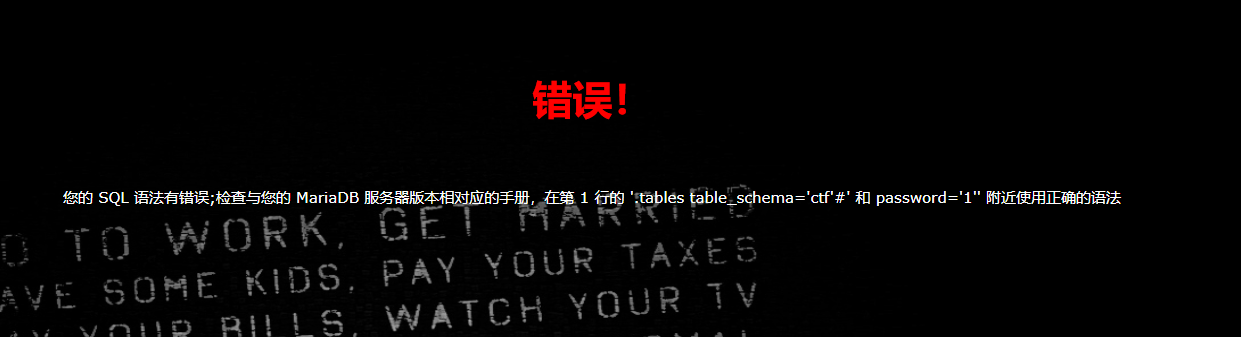 错误!
您的 SQL 语法有错误;检查与您的 MariaDB 服务器版本相对应的手册，在第 1 行的 '.tables table_schema='ctf'#' 和 password='1'' 附近使用正确的语法
O TO WORK, GET MARRIED
AVE SOME KIDS, PAY YOUR TAXES
AY YOUR BILLS, WATCH YOUR TV